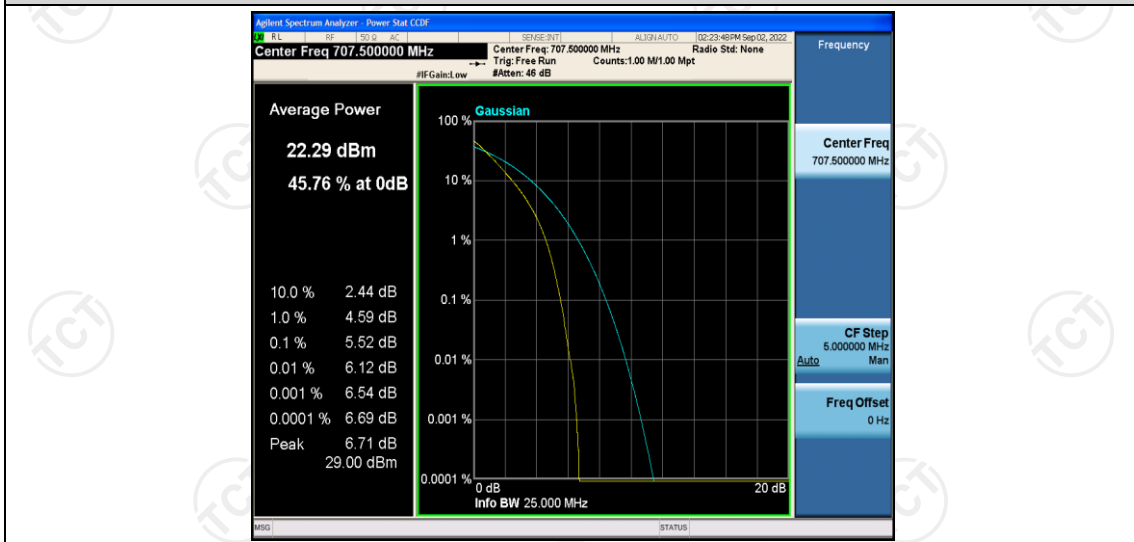 Agilent Spectrum Analyzer - Power Stat CCDF
LXI RL RF 50 Ω AC SENSE:INT ALIGN AUTO 02:23:48PM Sep 02, 2022
Center Freq 707.500000 MHz
Center Freq: 707.500000 MHz Radio Std: None
Trig: Free Run Counts:1.00 M/1.00 Mpt
#IFGain:Low #Atten: 46 dB
Frequency
Average Power
22.29 dBm
45.76 % at 0dB
10.0 % 2.44 dB
1.0 % 4.59 dB
0.1 % 5.52 dB
0.01 % 6.12 dB
0.001 % 6.54 dB
0.0001 % 6.69 dB
Peak 6.71 dB
29.00 dBm
Gaussian
100 %
10 %
1 %
0.1 %
0.01 %
0.001 %
0.0001 %
0 dB 20 dB
Info BW 25.000 MHz
Center Freq
707.500000 MHz
CF Step
5.000000 MHz
Auto Man
Freq Offset
0 Hz
MSG STATUS
TCT
TCT
TCT
TCT
TCT
TCT